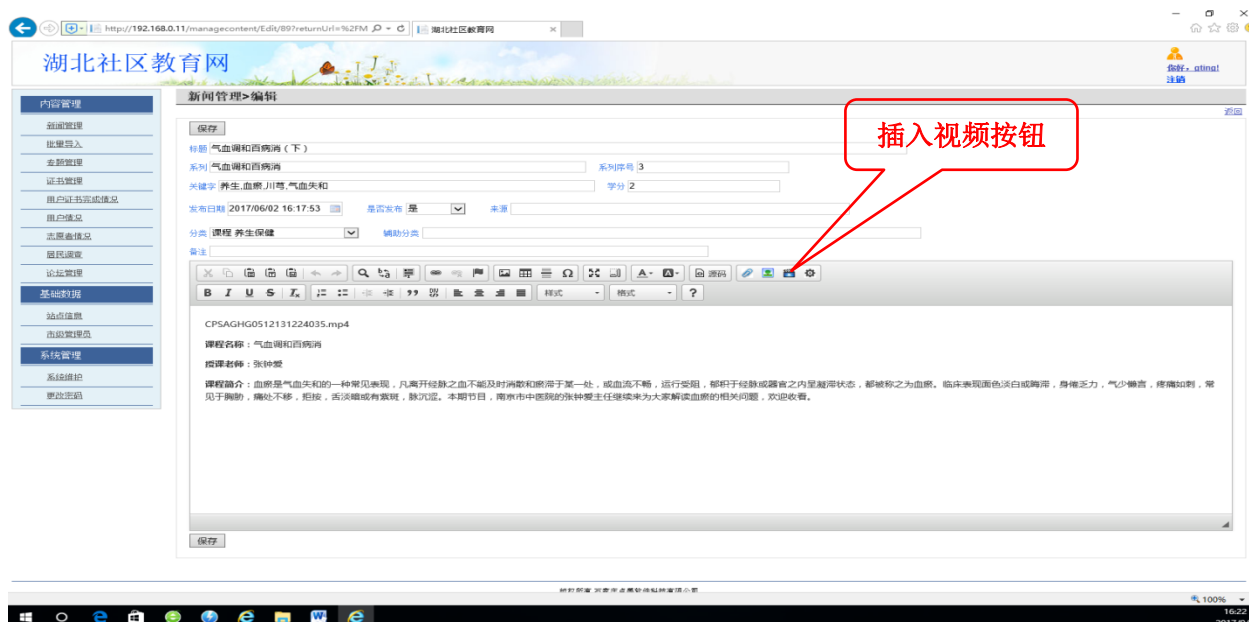 http://192.168.0.11/managecontent/Edit/89?returnUrl=%2FM
湖北社区教育网
湖北社区教育网
你好，atina!
注销
新闻管理>编辑
返回
内容管理
新闻管理
批量导入
专题管理
证书管理
用户证书完成情况
用户情况
志愿者情况
居民调查
论坛管理
基础数据
站点信息
市级管理员
系统管理
系统维护
更改密码
保存
插入视频按钮
标题 气血调和百病消（下）
系列 气血调和百病消 系列序号 3
关键字 养生,血瘀,川芎,气血失和 学分 2
发布日期 2017/06/02 16:17:53 是否发布 是 来源
分类 课程 养生保健 辅助分类
备注
源码
B I U S Ix 样式 格式 ?
CPSAGHG0512131224035.mp4
课程名称：气血调和百病消
授课老师：张钟爱
课程简介：血瘀是气血失和的一种常见表现，凡离开经脉之血不能及时消散和瘀滞于某一处，或血流不畅，运行受阻，郁积于经脉或器官之内呈凝滞状态，都被称之为血瘀。临床表现面色淡白或晦滞，身倦乏力，气少懒言，疼痛如刺，常
见于胸胁，痛处不移，拒按，舌淡暗或有紫斑，脉沉涩。本期节目，南京市中医院的张钟爱主任继续来为大家解读血瘀的相关问题，欢迎收看。
保存
100%
16:22